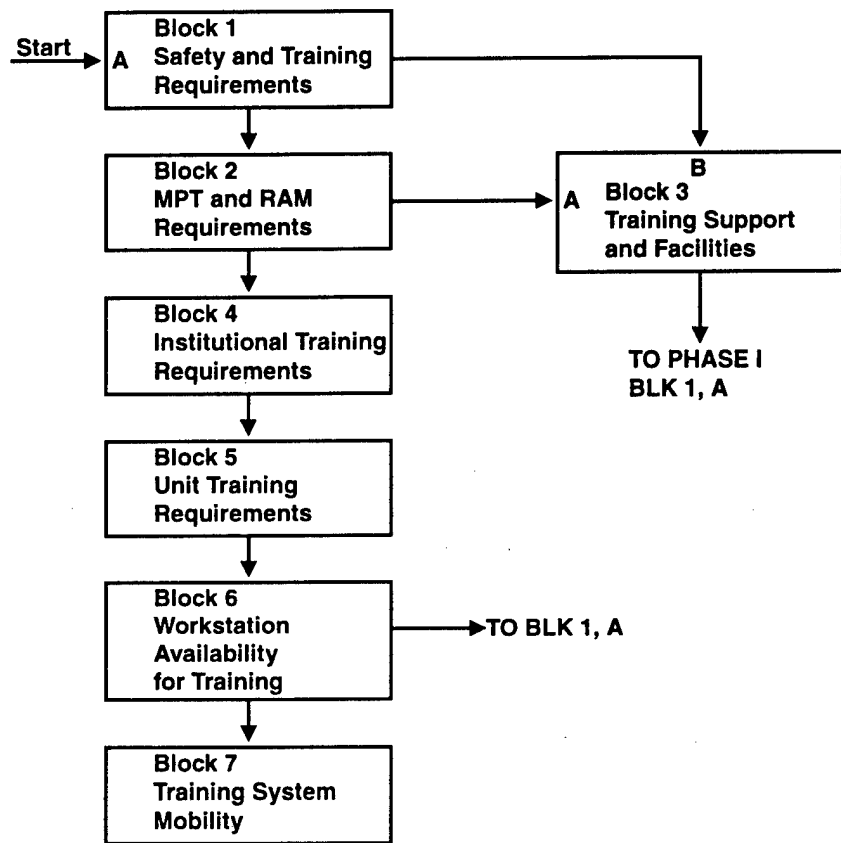 Start
A
Block 1
Safety and Training
Requirements
Block 2
MPT and RAM
Requirements
B
A
Block 3
Training Support
and Facilities
Block 4
Institutional Training
Requirements
TO PHASE I
BLK 1, A
Block 5
Unit Training
Requirements
Block 6
Workstation
Availability
for Training
TO BLK 1, A
Block 7
Training System
Mobility